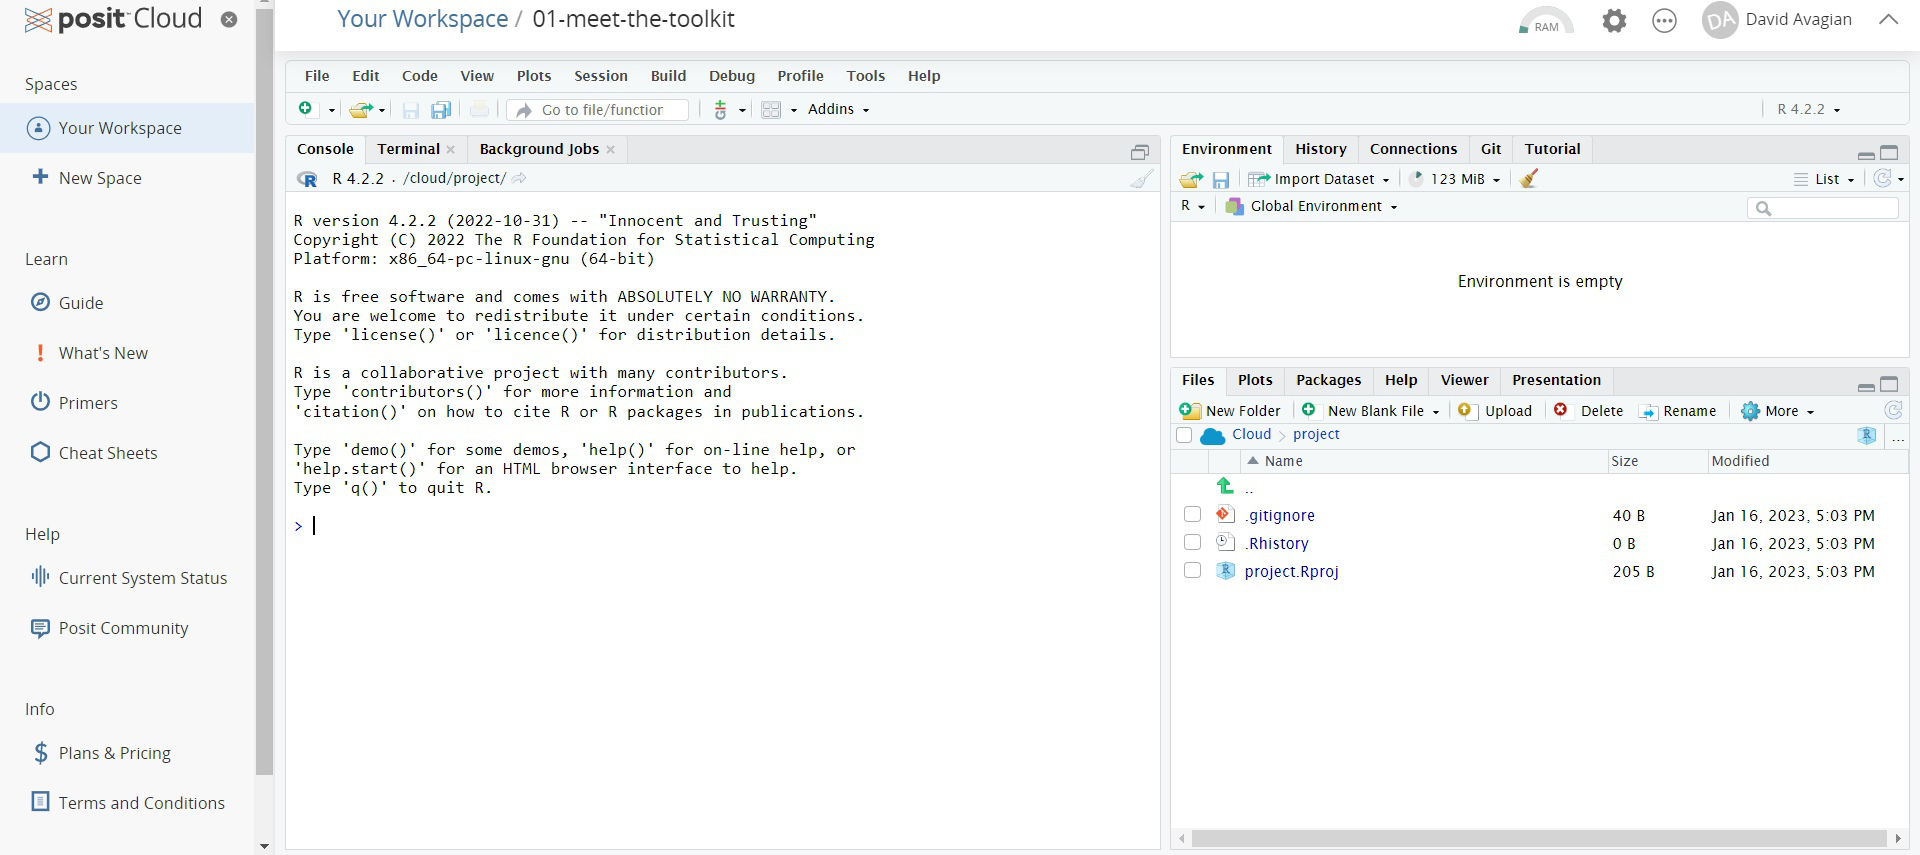 posit Cloud
Your Workspace / 01-meet-the-toolkit
RAM
DA David Avagian
Spaces
Your Workspace
New Space
Learn
Guide
What's New
Primers
Cheat Sheets
Help
Current System Status
Posit Community
Info
Plans & Pricing
Terms and Conditions
File Edit Code View Plots Session Build Debug Profile Tools Help
Go to file/function Addins R 4.2.2
Console Terminal Background Jobs
R 4.2.2 . /cloud/project/
R version 4.2.2 (2022-10-31) -- "Innocent and Trusting"
Copyright (C) 2022 The R Foundation for Statistical Computing
Platform: x86_64-pc-linux-gnu (64-bit)
R is free software and comes with ABSOLUTELY NO WARRANTY.
You are welcome to redistribute it under certain conditions.
Type 'license()' or 'licence()' for distribution details.
R is a collaborative project with many contributors.
Type 'contributors()' for more information and
'citation()' on how to cite R or R packages in publications.
Type 'demo()' for some demos, 'help()' for on-line help, or
'help.start()' for an HTML browser interface to help.
Type 'q()' to quit R.
>
Environment History Connections Git Tutorial
Import Dataset 123 MiB List
R Global Environment
Environment is empty
Files Plots Packages Help Viewer Presentation
New Folder New Blank File Upload Delete Rename More
Cloud project R ...
Name Size Modified
..
.gitignore 40 B Jan 16, 2023, 5:03 PM
.Rhistory 0 B Jan 16, 2023, 5:03 PM
project.Rproj 205 B Jan 16, 2023, 5:03 PM